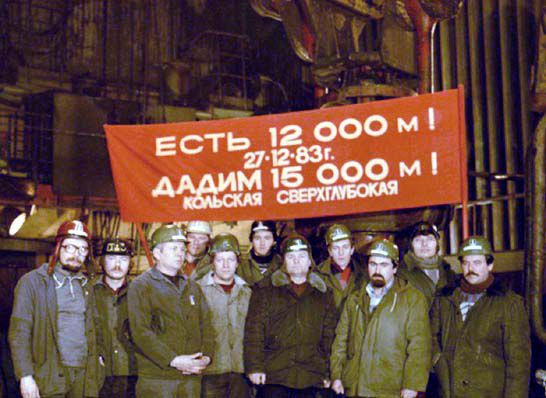 ЕСТЬ 12 000 м!
27·12·83г.
ДАДИМ 15 000 м!
КОЛЬСКАЯ СВЕРХГЛУБОКАЯ